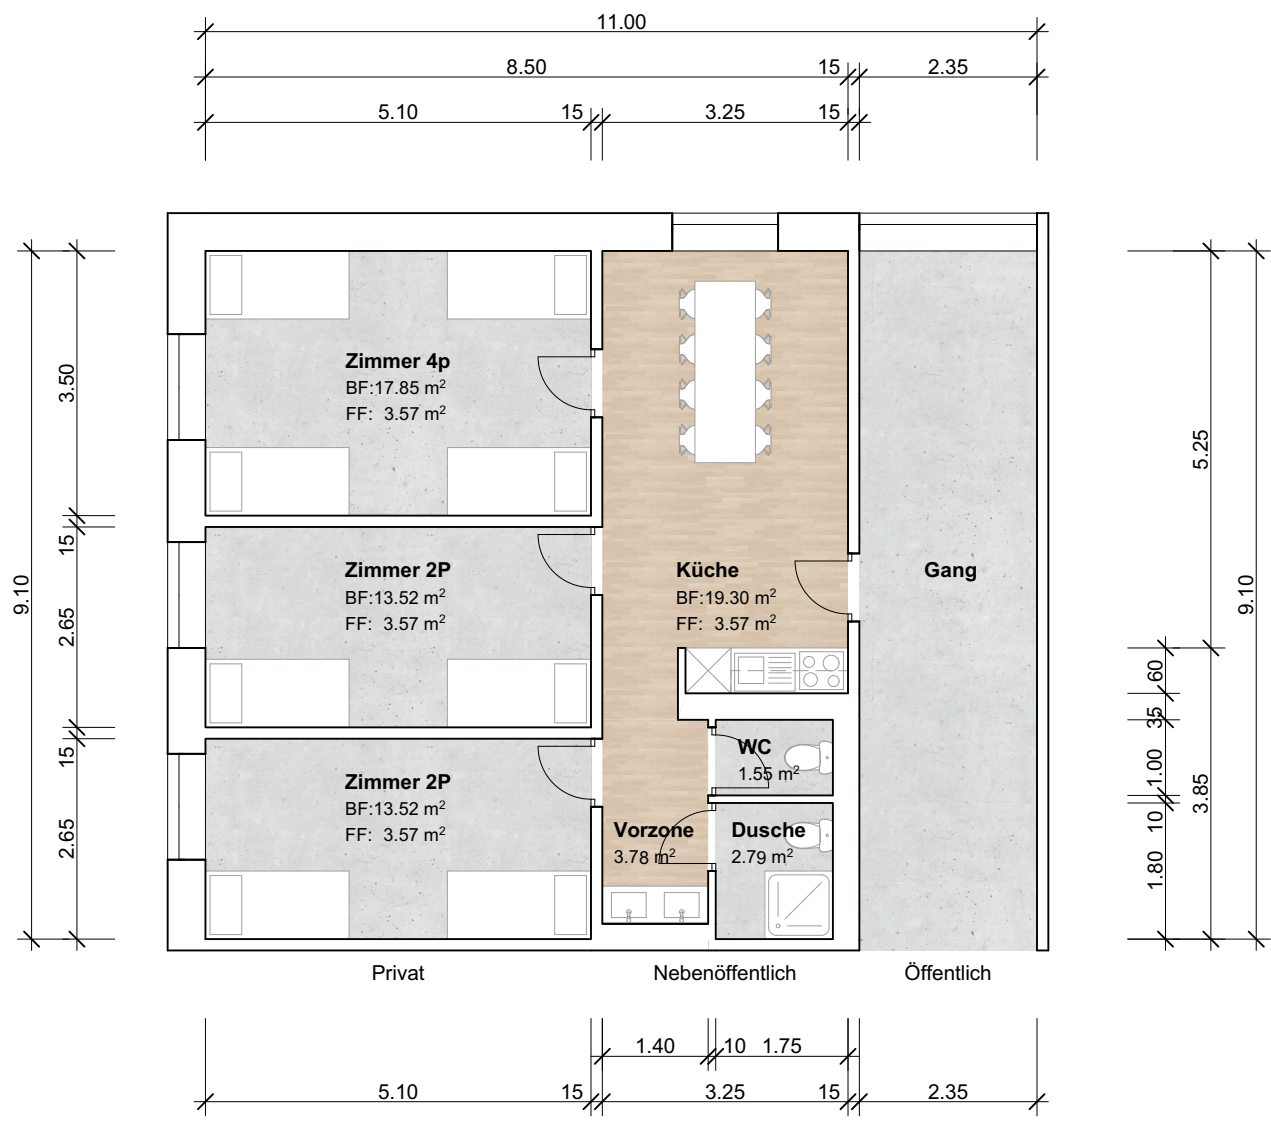 11.00
8.50 15 2.35
5.10 15 3.25 15
3.50
15
2.65
15
2.65
9.10
Zimmer 4p
BF:17.85 m²
FF: 3.57 m²
Zimmer 2P
BF:13.52 m²
FF: 3.57 m²
Zimmer 2P
BF:13.52 m²
FF: 3.57 m²
Küche
BF:19.30 m²
FF: 3.57 m²
Gang
WC
1.55 m²
Vorzone
3.78 m²
Dusche
2.79 m²
5.25
9.10
60
35
1.00
3.85
10
1.80
Privat Nebenöffentlich Öffentlich
1.40 10 1.75
5.10 15 3.25 15 2.35